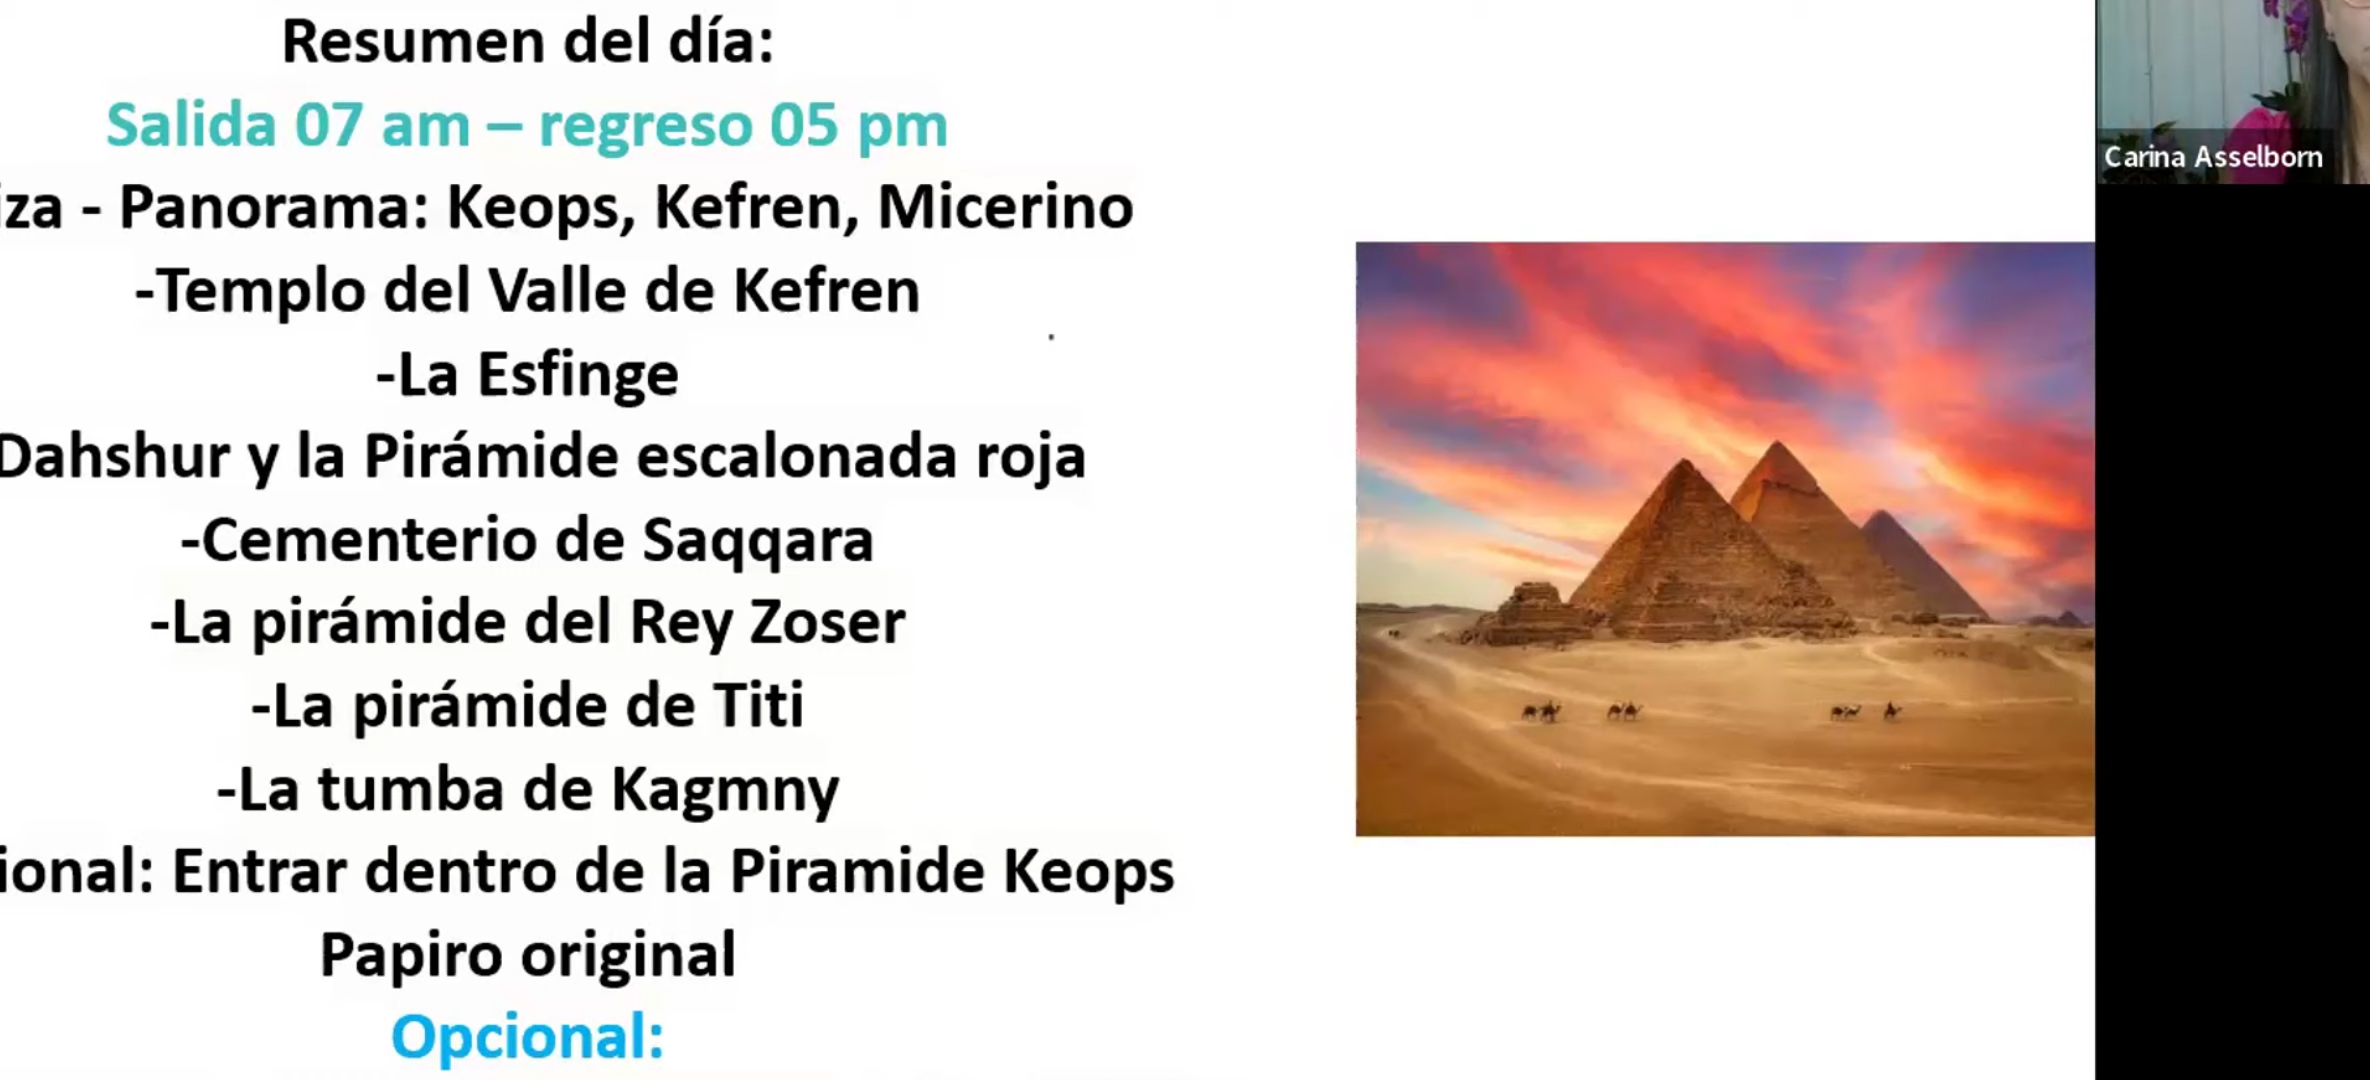 Resumen del día:
Salida 07 am – regreso 05 pm
iza - Panorama: Keops, Kefren, Micerino
-Templo del Valle de Kefren
-La Esfinge
Dahshur y la Pirámide escalonada roja
-Cementerio de Saqqara
-La pirámide del Rey Zoser
-La pirámide de Titi
-La tumba de Kagmny
ional: Entrar dentro de la Piramide Keops
Papiro original
Opcional:
Carina Asselborn